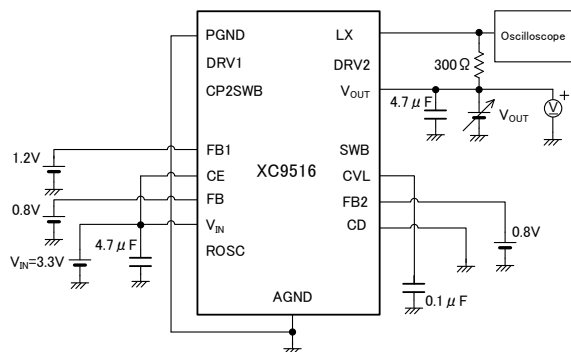 PGND
LX
Oscilloscope
DRV1
DRV2
300Ω
CP2SWB
VOUT
4.7μF
VOUT
V
+
1.2V
FB1
SWB
CE
XC9516
CVL
0.8V
FB
FB2
VIN
CD
0.8V
VIN=3.3V
4.7μF
ROSC
0.1μF
AGND